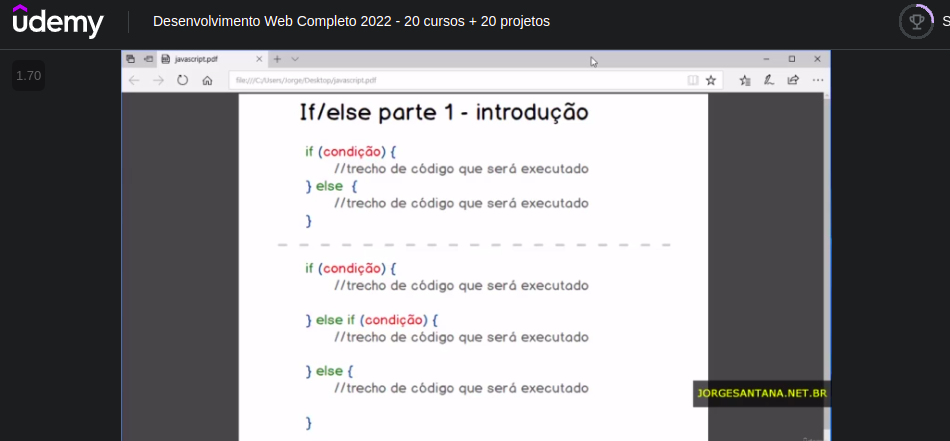 udemy
Desenvolvimento Web Completo 2022 - 20 cursos + 20 projetos
S
1.70
javascript.pdf
file:///C:/Users/Jorge/Desktop/javascript.pdf
If/else parte 1 - introdução
if (condição) {
//trecho de código que será executado
} else {
//trecho de código que será executado
}
if (condição) {
//trecho de código que será executado
} else if (condição) {
//trecho de código que será executado
} else {
//trecho de código que será executado
}
JORGESANTANA.NET.BR